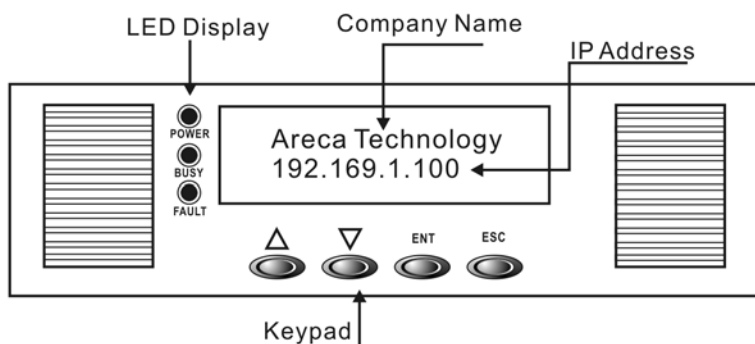 LED Display
Company Name
IP Address
POWER
BUSY
FAULT
Areca Technology
192.169.1.100
ENT
ESC
Keypad